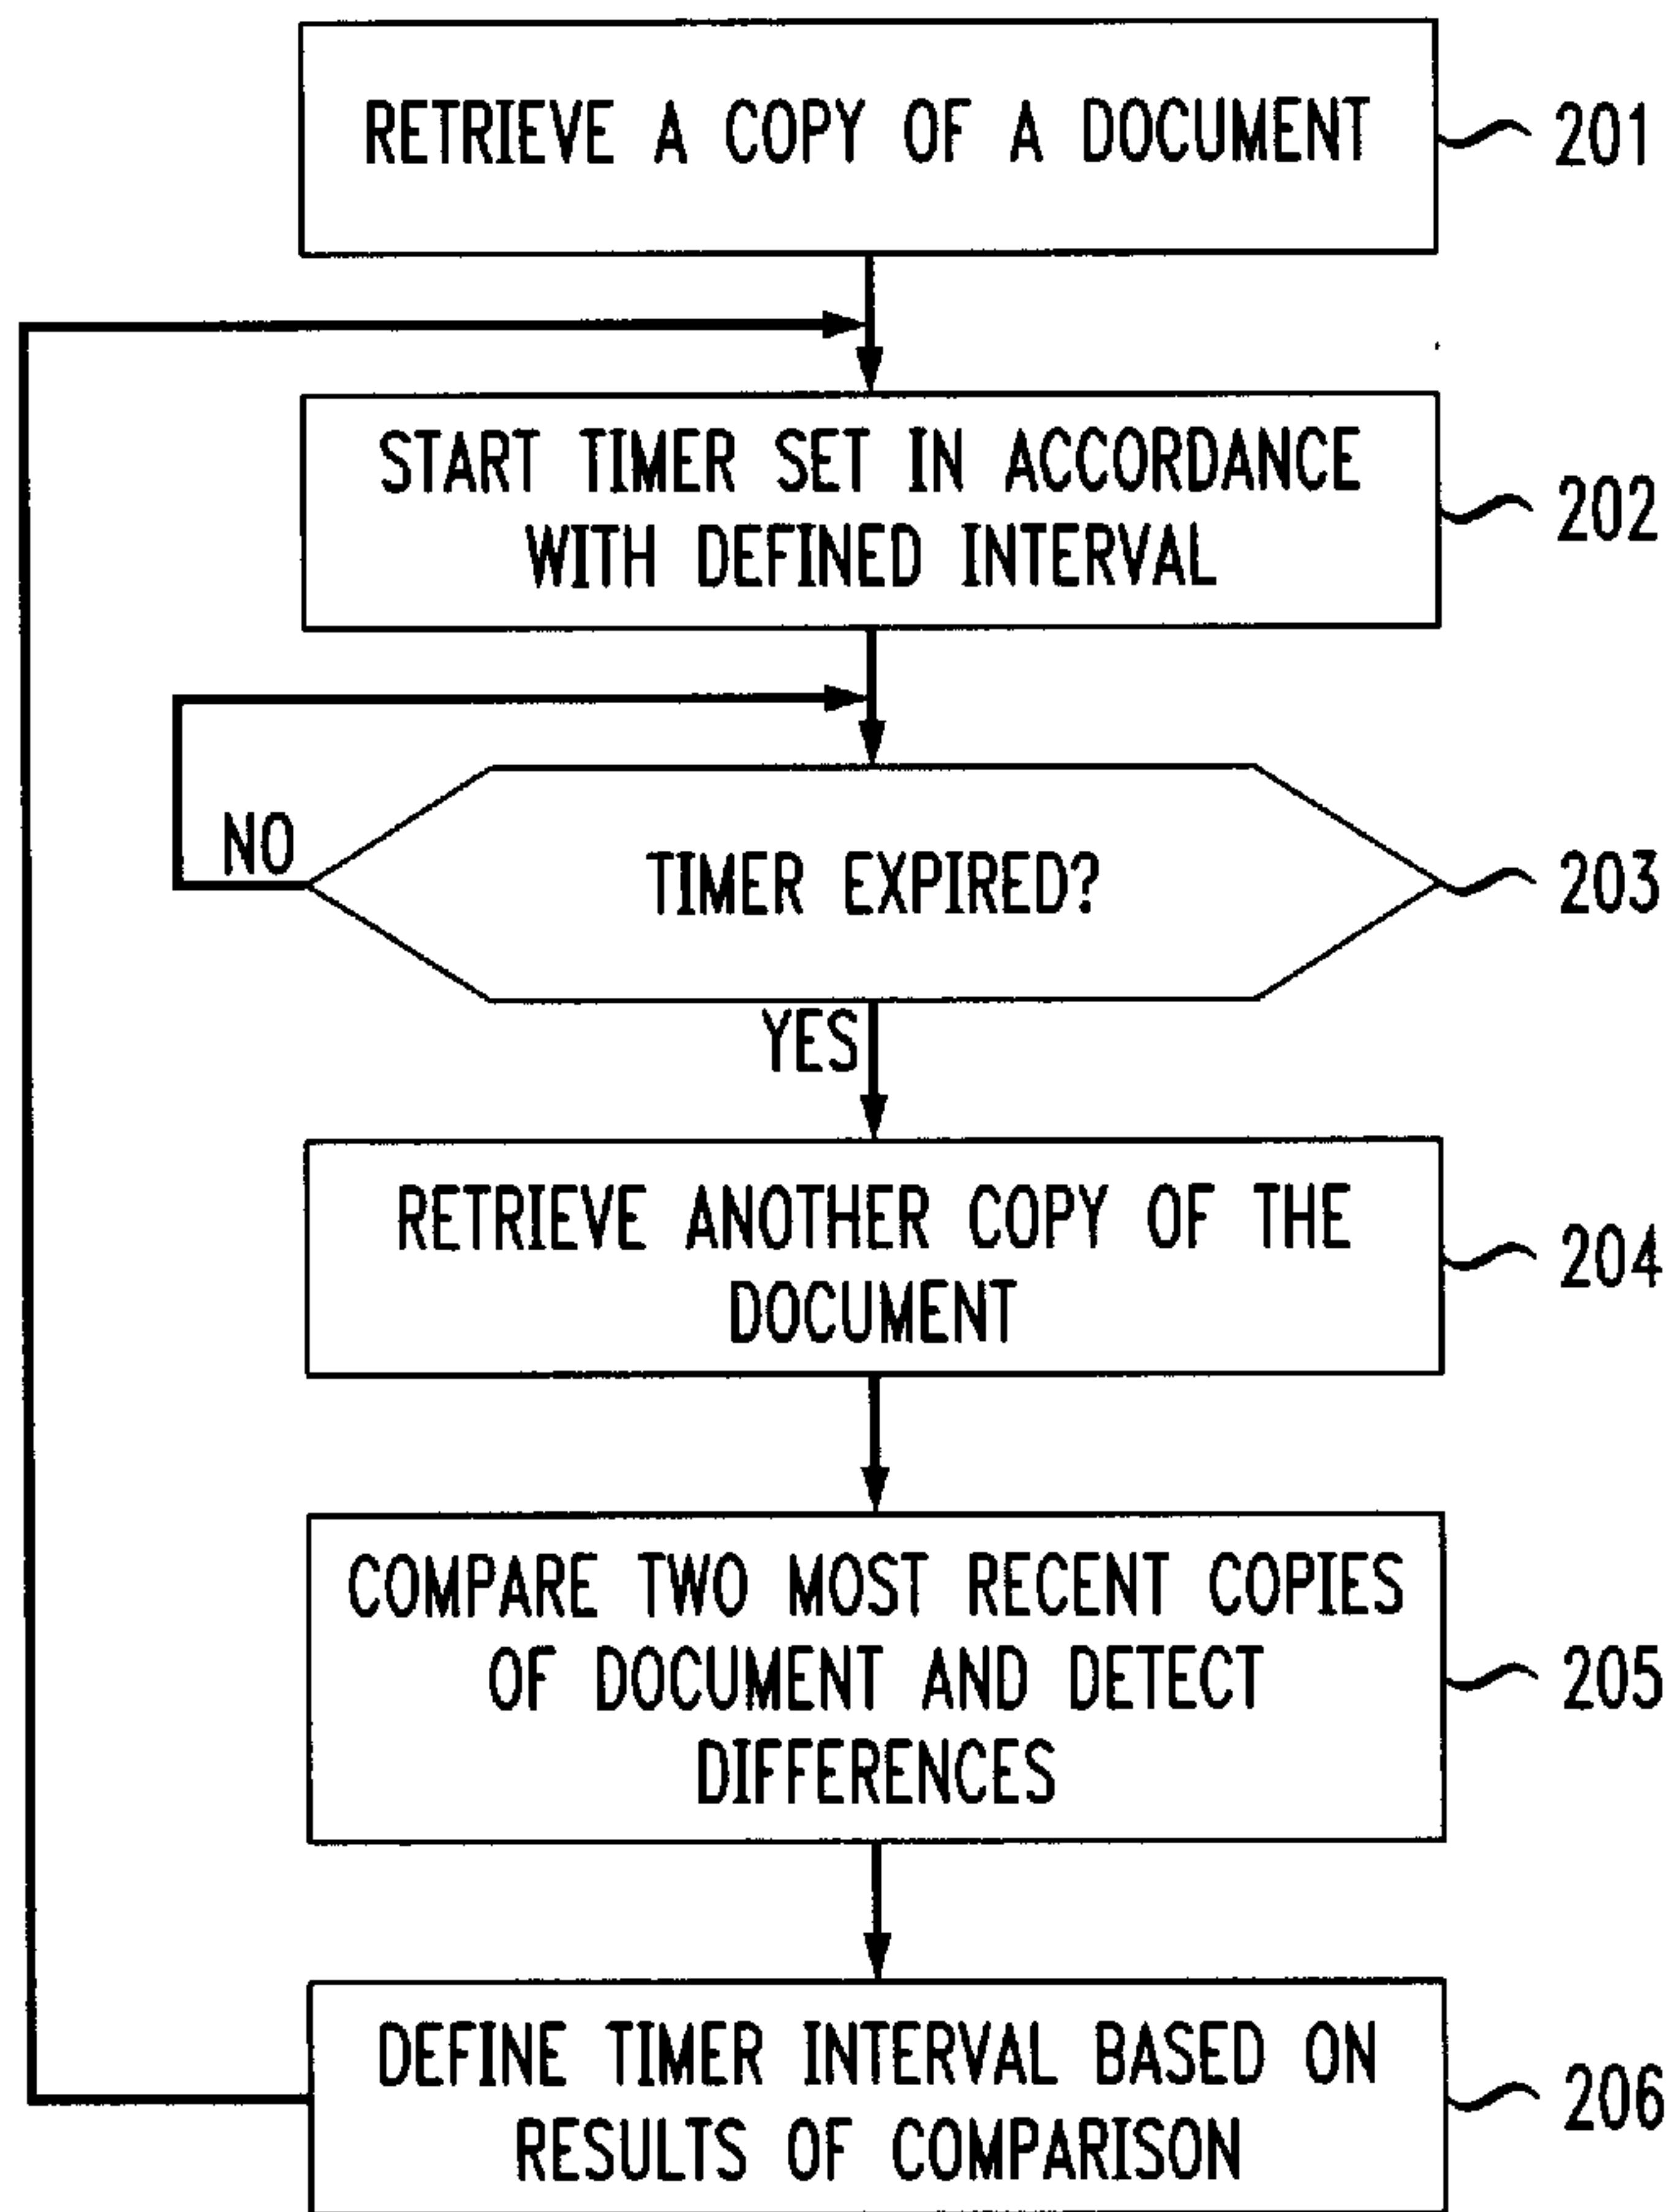 RETRIEVE A COPY OF A DOCUMENT
201
START TIMER SET IN ACCORDANCE
WITH DEFINED INTERVAL
202
NO
TIMER EXPIRED?
203
YES
RETRIEVE ANOTHER COPY OF THE
DOCUMENT
204
COMPARE TWO MOST RECENT COPIES
OF DOCUMENT AND DETECT
DIFFERENCES
205
DEFINE TIMER INTERVAL BASED ON
RESULTS OF COMPARISON
206